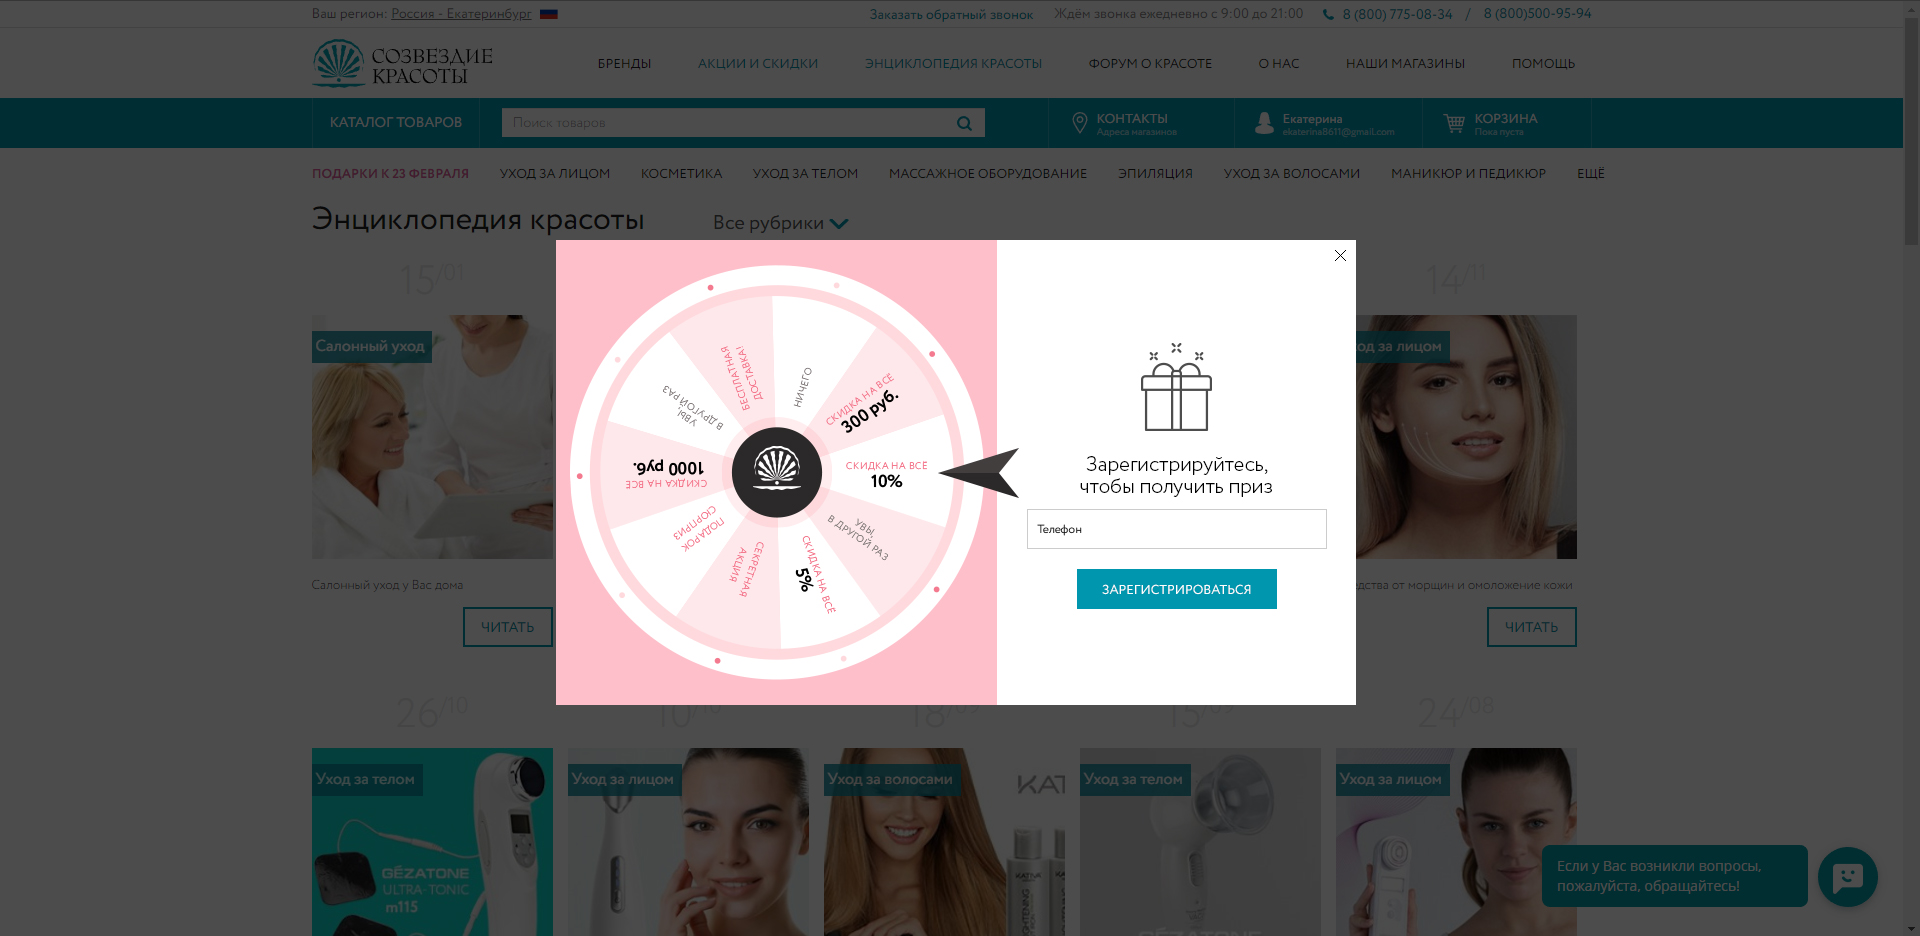 Ваш регион: Россия - Екатеринбург
Заказать обратный звонок
Ждём звонка ежедневно с 9:00 до 21:00
8 (800) 775-08-34 / 8 (800)500-95-94
СОЗВЕЗДИЕ
КРАСОТЫ
БРЕНДЫ
АКЦИИ И СКИДКИ
ЭНЦИКЛОПЕДИЯ КРАСОТЫ
ФОРУМ О КРАСОТЕ
О НАС
НАШИ МАГАЗИНЫ
ПОМОЩЬ
КАТАЛОГ ТОВАРОВ
Поиск товаров
КОНТАКТЫ
Адреса магазинов
Екатерина
ekaterina8611@gmail.com
КОРЗИНА
Пока пуста
ПОДАРКИ К 23 ФЕВРАЛЯ
УХОД ЗА ЛИЦОМ
КОСМЕТИКА
УХОД ЗА ТЕЛОМ
МАССАЖНОЕ ОБОРУДОВАНИЕ
ЭПИЛЯЦИЯ
УХОД ЗА ВОЛОСАМИ
МАНИКЮР И ПЕДИКЮР
ЕЩЁ
Энциклопедия красоты
Все рубрики
15/01
14/11
Салонный уход
од за лицом
НИЧЕГО
СКИДКА НА ВСЕ
300 руб.
СКИДКА НА ВСЕ
10%
УВЫ,
В ДРУГОЙ РАЗ
СКИДКА НА ВСЕ
5%
СЕКРЕТНАЯ
АКЦИЯ
ПОДАРОК
СЮРПРИЗ
СКИДКА НА ВСЕ
1000 руб.
УВЫ,
В ДРУГОЙ РАЗ
БЕСПЛАТНАЯ
ДОСТАВКА!
Зарегистрируйтесь,
чтобы получить приз
Телефон
ЗАРЕГИСТРИРОВАТЬСЯ
Салонный уход у Вас дома
едства от морщин и омоложение кожи
ЧИТАТЬ
ЧИТАТЬ
26/10
10/10
18/09
15/09
24/08
Уход за телом
Уход за лицом
Уход за волосами
Уход за телом
Уход за лицом
GÉZATONE
ULTRA-TONIC
m115
KAT
KATIVA
GÉZATONE
Если у Вас возникли вопросы,
пожалуйста, обращайтесь!